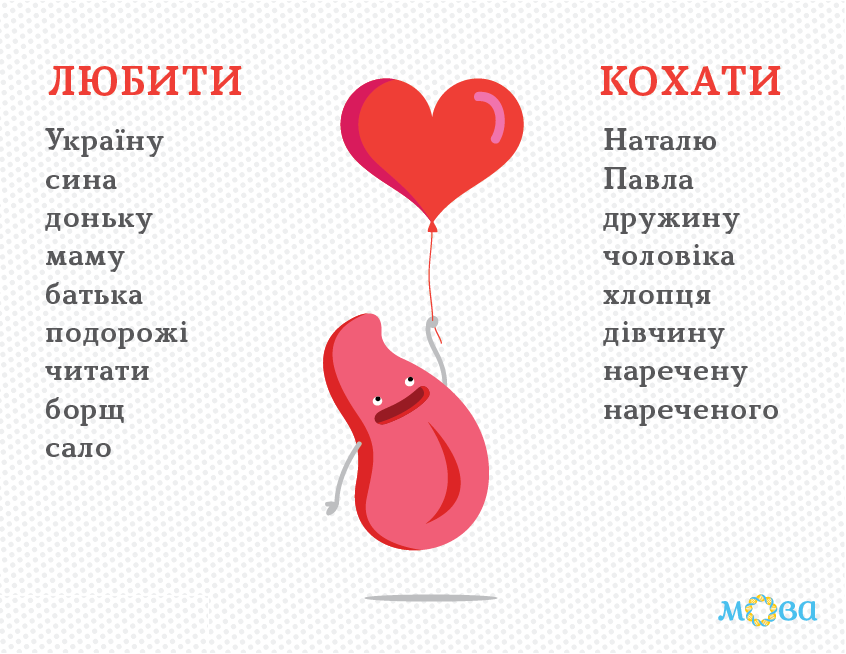 ЛЮБИТИ
Україну
сина
доньку
маму
батька
подорожі
читати
борщ
сало
КОХАТИ
Наталю
Павла
дружину
чоловіка
хлопця
дівчину
наречену
нареченого
мова